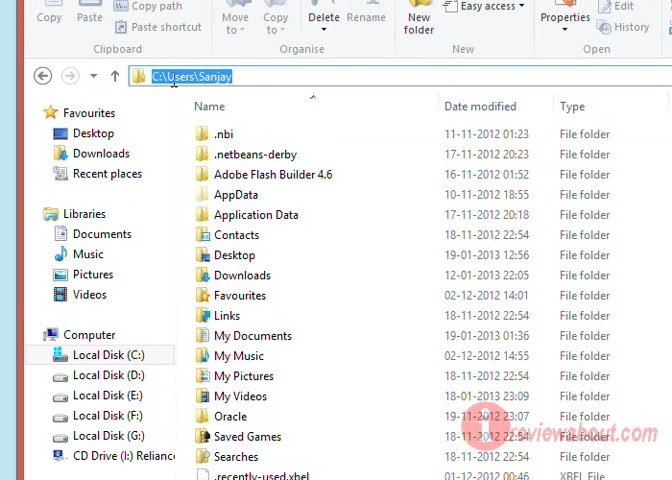 Copy
Paste
Copy path
Paste shortcut
Clipboard
Move to
Copy to
Delete
Rename
Organise
New folder
Easy access
New
Properties
Edit
History
Open
C:\Users\Sanjay
Favourites
Desktop
Downloads
Recent places
Libraries
Documents
Music
Pictures
Videos
Computer
Local Disk (C:)
Local Disk (D:)
Local Disk (E:)
Local Disk (F:)
Local Disk (G:)
CD Drive (I:) Reliance
Name Date modified Type
.nbi 11-11-2012 01:23 File folder
.netbeans-derby 17-11-2012 20:23 File folder
Adobe Flash Builder 4.6 16-11-2012 01:52 File folder
AppData 10-11-2012 18:55 File folder
Application Data 17-11-2012 20:18 File folder
Contacts 18-11-2012 22:54 File folder
Desktop 19-01-2013 12:56 File folder
Downloads 12-01-2013 22:05 File folder
Favourites 02-12-2012 14:01 File folder
Links 18-11-2012 22:54 File folder
My Documents 19-01-2013 01:36 File folder
My Music 02-12-2012 14:55 File folder
My Pictures 18-11-2012 22:54 File folder
My Videos 18-01-2013 23:09 File folder
Oracle 19-11-2012 23:07 File folder
Saved Games 18-11-2012 22:54 File folder
Searches 18-11-2012 22:54 File folder
.recently-used.xbel 01-12-2012 00:46 XBEL File
reviewabout.com